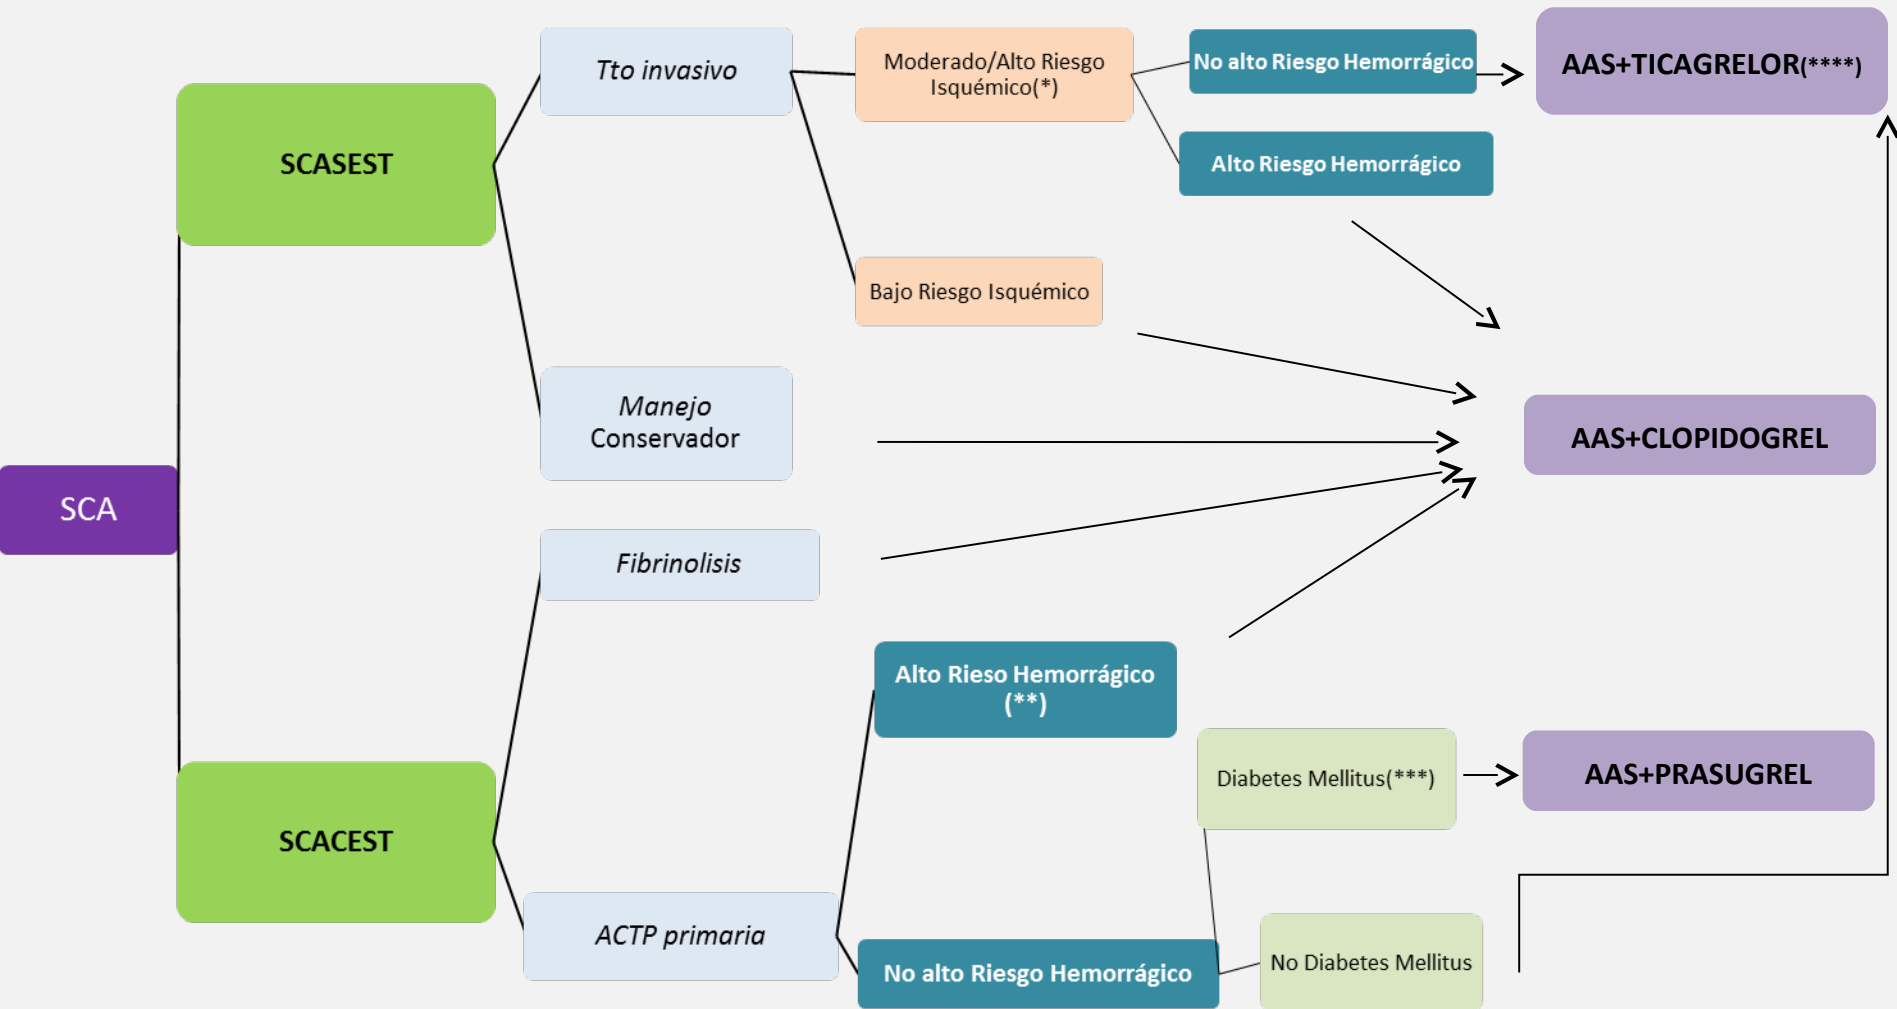 Tto invasivo
Moderado/Alto Riesgo
Isquémico(*)
No alto Riesgo Hemorrágico
AAS+TICAGRELOR(****)
SCASEST
Alto Riesgo Hemorrágico
Bajo Riesgo Isquémico
Manejo
Conservador
AAS+CLOPIDOGREL
SCA
Fibrinolisis
Alto Rieso Hemorrágico
(**)
Diabetes Mellitus(***)
AAS+PRASUGREL
SCACEST
ACTP primaria
No alto Riesgo Hemorrágico
No Diabetes Mellitus